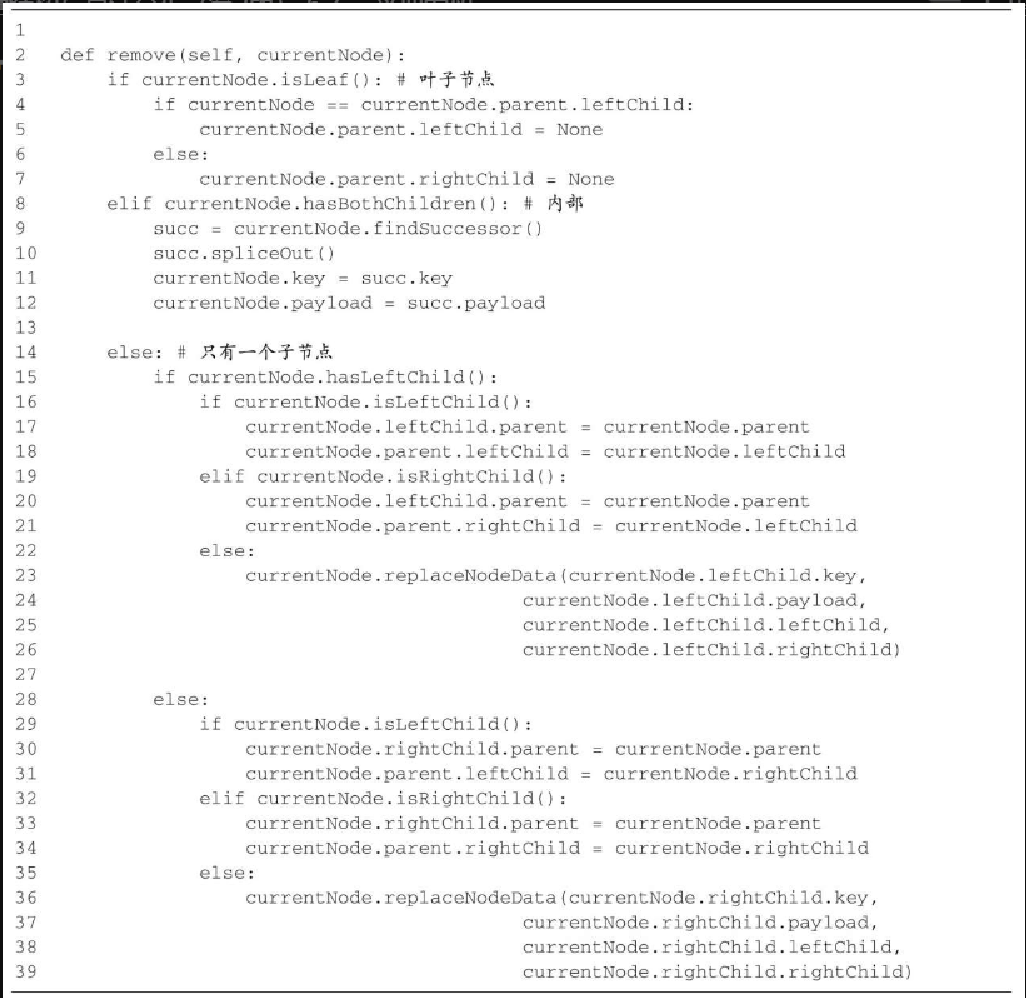 1
2 def remove(self, currentNode):
3     if currentNode.isLeaf(): # 叶子节点
4         if currentNode == currentNode.parent.leftChild:
5             currentNode.parent.leftChild = None
6         else:
7             currentNode.parent.rightChild = None
8     elif currentNode.hasBothChildren(): # 内部
9         succ = currentNode.findSuccessor()
10         succ.spliceOut()
11         currentNode.key = succ.key
12         currentNode.payload = succ.payload
13
14     else: # 只有一个子节点
15         if currentNode.hasLeftChild():
16             if currentNode.isLeftChild():
17                 currentNode.leftChild.parent = currentNode.parent
18                 currentNode.parent.leftChild = currentNode.leftChild
19             elif currentNode.isRightChild():
20                 currentNode.leftChild.parent = currentNode.parent
21                 currentNode.parent.rightChild = currentNode.leftChild
22             else:
23                 currentNode.replaceNodeData(currentNode.leftChild.key,
24                                         currentNode.leftChild.payload,
25                                         currentNode.leftChild.leftChild,
26                                         currentNode.leftChild.rightChild)
27
28         else:
29             if currentNode.isLeftChild():
30                 currentNode.rightChild.parent = currentNode.parent
31                 currentNode.parent.leftChild = currentNode.rightChild
32             elif currentNode.isRightChild():
33                 currentNode.rightChild.parent = currentNode.parent
34                 currentNode.parent.rightChild = currentNode.rightChild
35             else:
36                 currentNode.replaceNodeData(currentNode.rightChild.key,
37                                         currentNode.rightChild.payload,
38                                         currentNode.rightChild.leftChild,
39                                         currentNode.rightChild.rightChild)